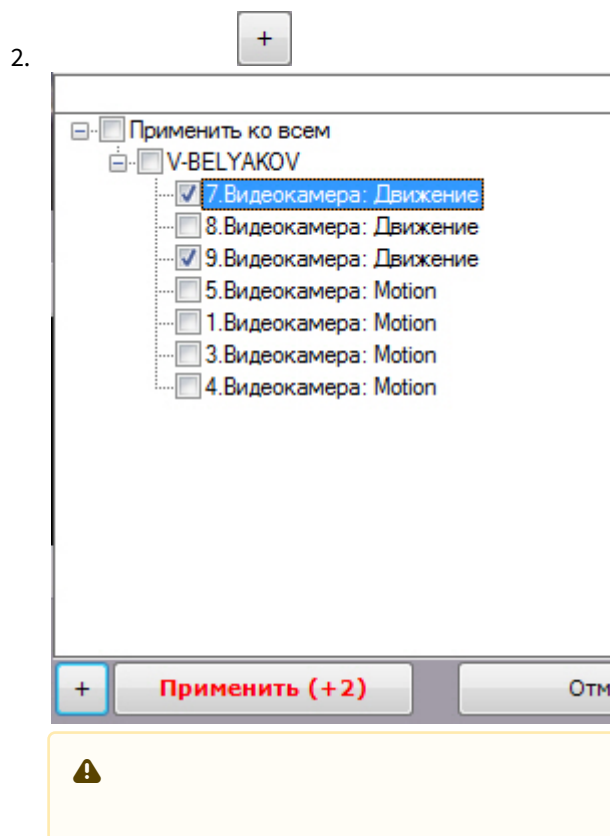 2. +
Применить ко всем
V-BELYAKOV
7.Видеокамера: Движение
8.Видеокамера: Движение
9.Видеокамера: Движение
5.Видеокамера: Motion
1.Видеокамера: Motion
3.Видеокамера: Motion
4.Видеокамера: Motion
+ Применить (+2) Отм